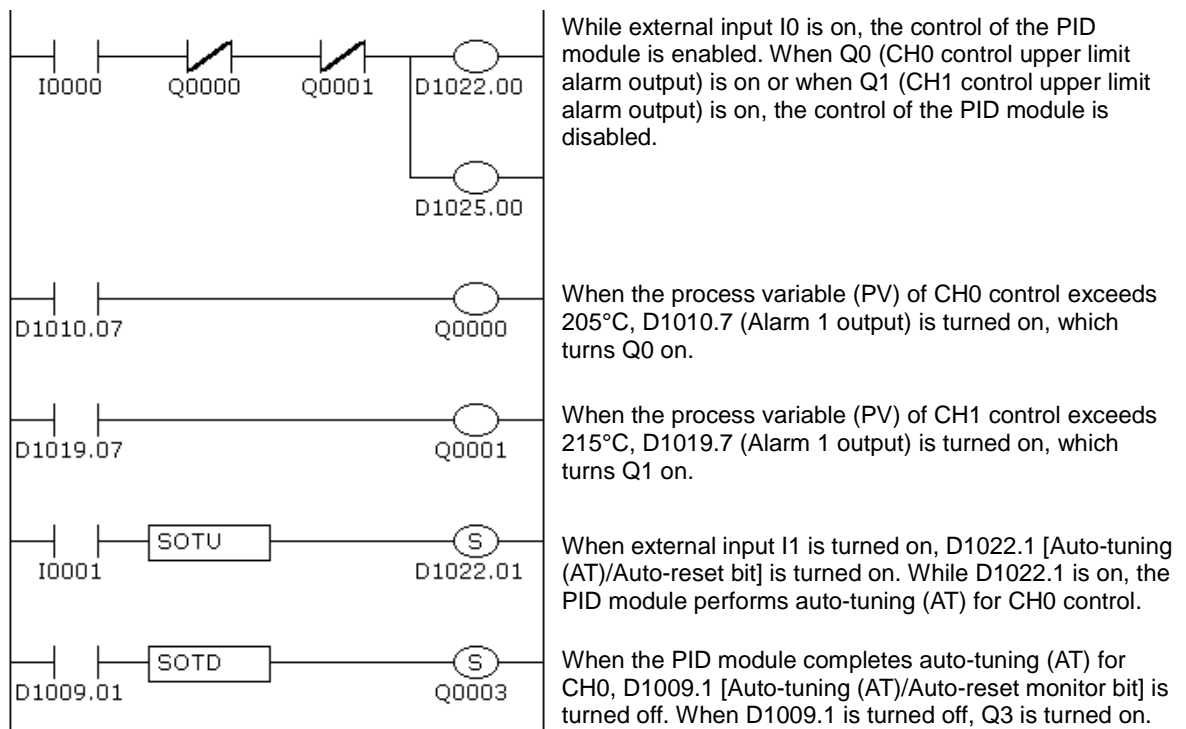 While external input I0 is on, the control of the PID
module is enabled. When Q0 (CH0 control upper limit
alarm output) is on or when Q1 (CH1 control upper limit
alarm output) is on, the control of the PID module is
disabled.
I0000 Q0000 Q0001 D1022.00
D1025.00
When the process variable (PV) of CH0 control exceeds
205°C, D1010.7 (Alarm 1 output) is turned on, which
turns Q0 on.
D1010.07 Q0000
When the process variable (PV) of CH1 control exceeds
215°C, D1019.7 (Alarm 1 output) is turned on, which
turns Q1 on.
D1019.07 Q0001
SOTU S
I0001 D1022.01
When external input I1 is turned on, D1022.1 [Auto-tuning
(AT)/Auto-reset bit] is turned on. While D1022.1 is on, the
PID module performs auto-tuning (AT) for CH0 control.
SOTD S
D1009.01 Q0003
When the PID module completes auto-tuning (AT) for
CH0, D1009.1 [Auto-tuning (AT)/Auto-reset monitor bit] is
turned off. When D1009.1 is turned off, Q3 is turned on.